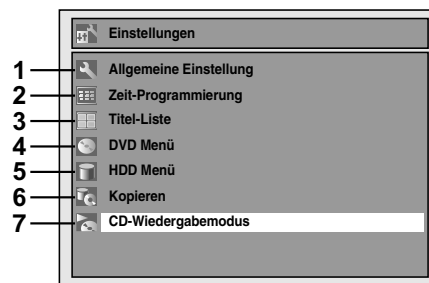 Einstellungen
1 Allgemeine Einstellung
2 Zeit-Programmierung
3 Titel-Liste
4 DVD Menü
5 HDD Menü
6 Kopieren
7 CD-Wiedergabemodus